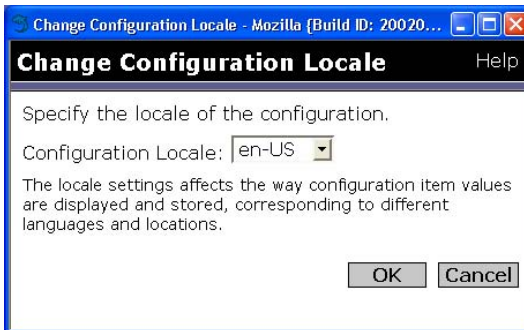 Change Configuration Locale - Mozilla {Build ID: 20020...
Change Configuration Locale Help
Specify the locale of the configuration.
Configuration Locale: en-US
The locale settings affects the way configuration item values
are displayed and stored, corresponding to different
languages and locations.
OK Cancel